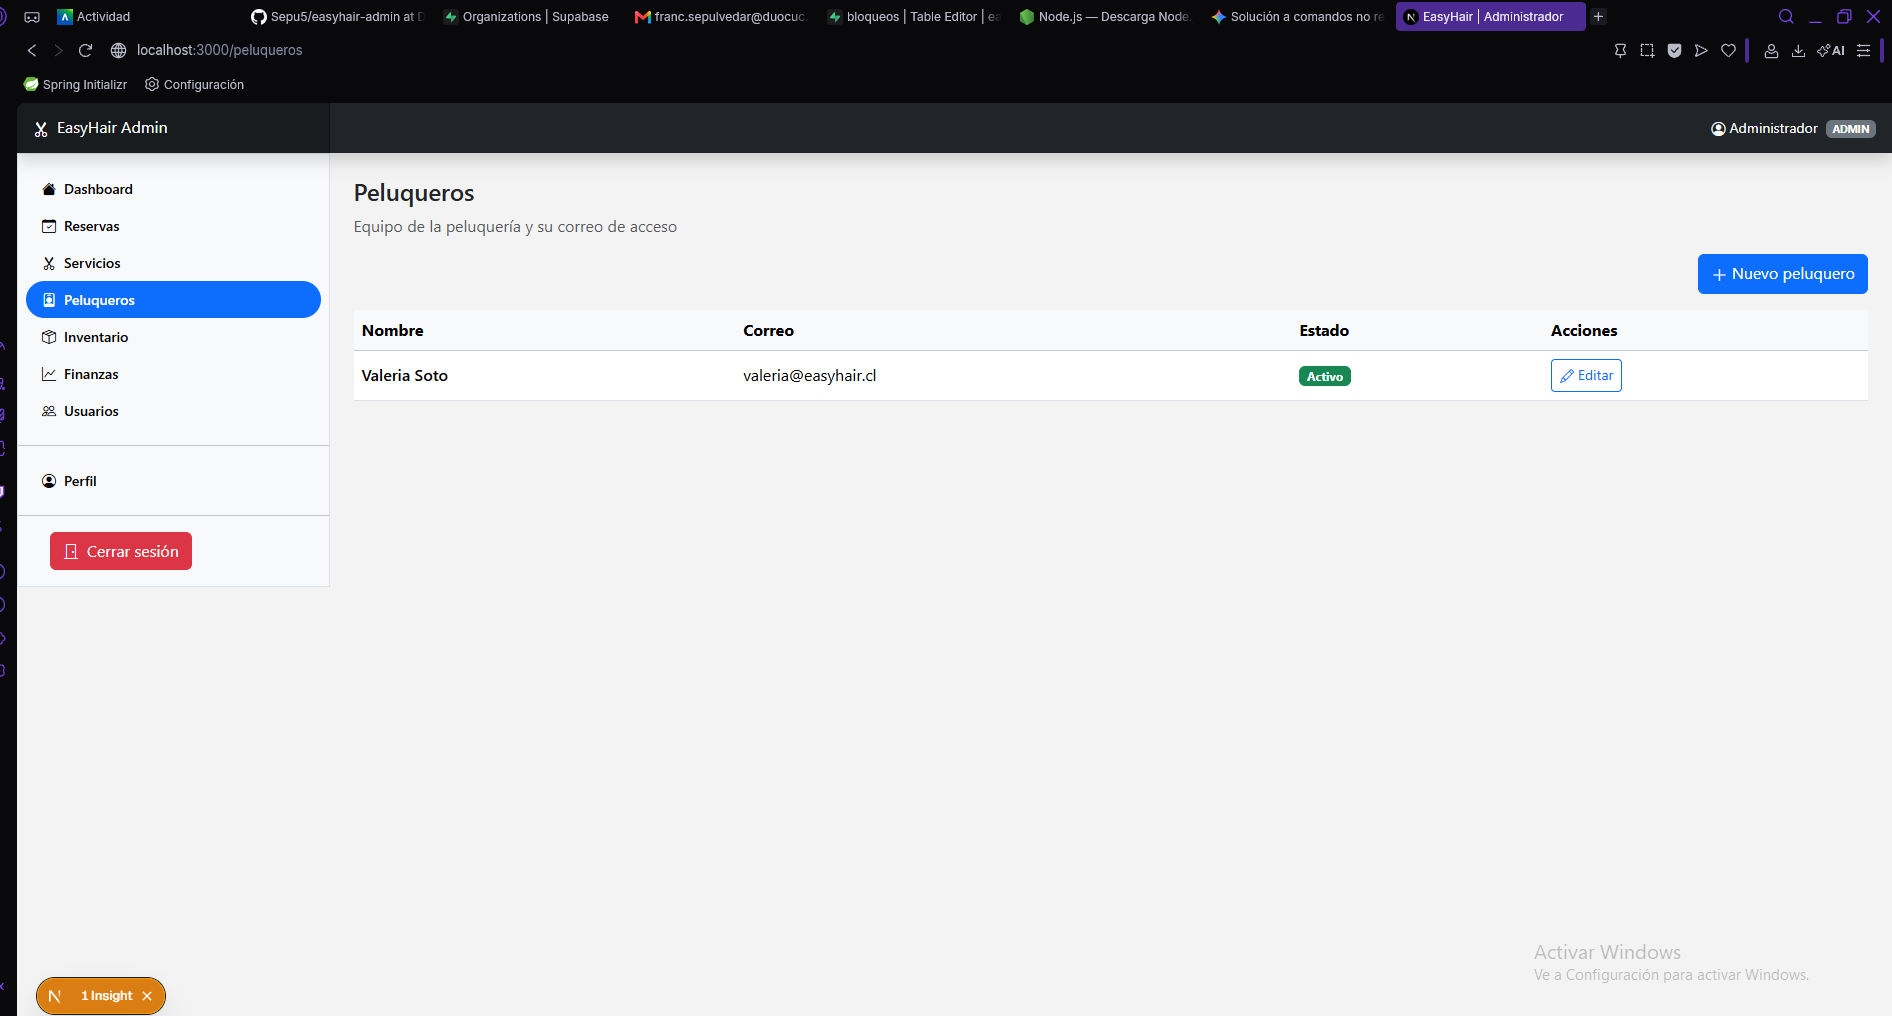 Actividad
Sepu5/easyhair-admin at D
Organizations | Supabase
franc.sepulvedar@duocuc.
bloqueos | Table Editor | ea
Node.js — Descarga Node.
Solución a comandos no re
EasyHair | Administrador
localhost:3000/peluqueros
AI
Spring Initializr
Configuración
EasyHair Admin
Administrador ADMIN
Dashboard
Reservas
Servicios
Peluqueros
Inventario
Finanzas
Usuarios
Perfil
Cerrar sesión
Peluqueros
Equipo de la peluquería y su correo de acceso
+ Nuevo peluquero
Nombre Correo Estado Acciones
Valeria Soto valeria@easyhair.cl Activo Editar
Activar Windows
Ve a Configuración para activar Windows.
N 1 Insight ×